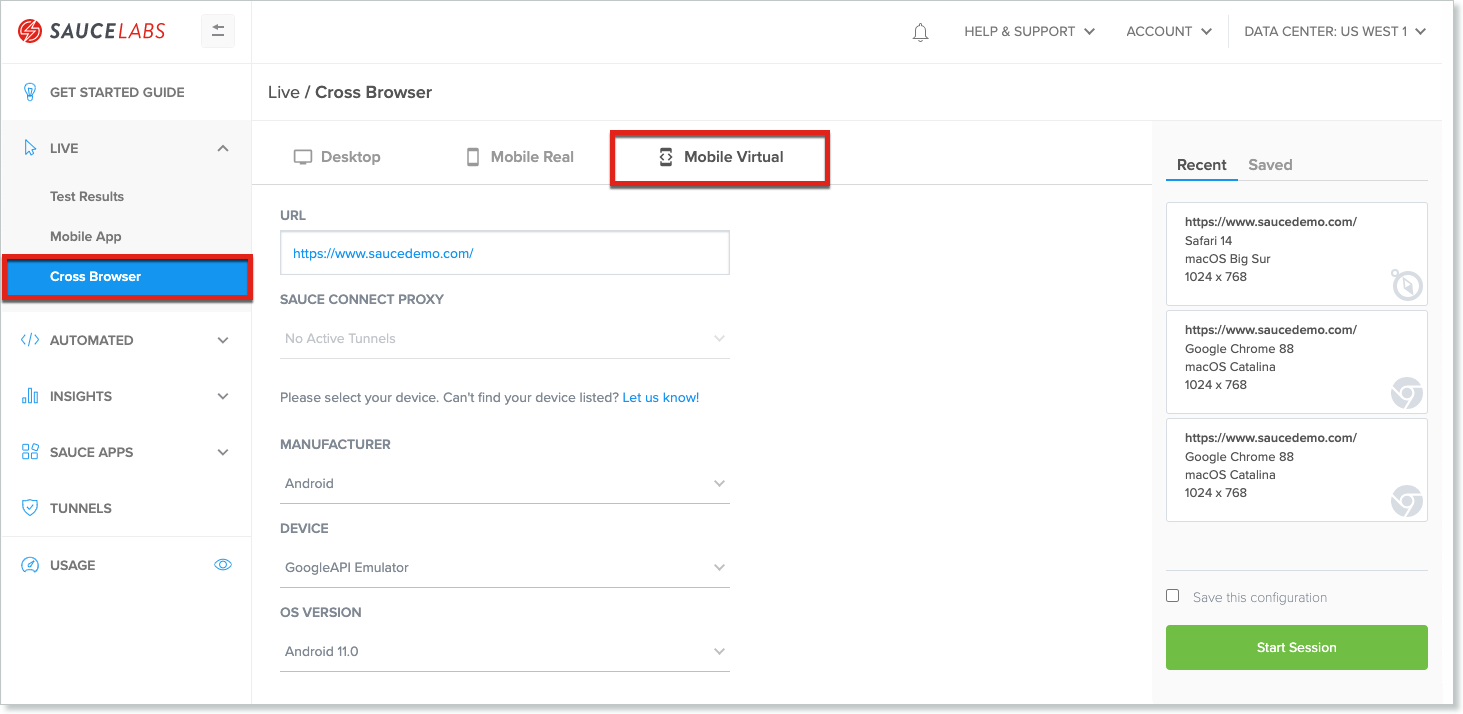 SAUCELABS
HELP & SUPPORT
ACCOUNT
DATA CENTER: US WEST 1
GET STARTED GUIDE
LIVE
Test Results
Mobile App
Cross Browser
AUTOMATED
INSIGHTS
SAUCE APPS
TUNNELS
USAGE
Live / Cross Browser
Desktop
Mobile Real
Mobile Virtual
URL
https://www.saucedemo.com/
SAUCE CONNECT PROXY
No Active Tunnels
Please select your device. Can't find your device listed? Let us know!
MANUFACTURER
Android
DEVICE
GoogleAPI Emulator
OS VERSION
Android 11.0
Recent
Saved
https://www.saucedemo.com/
Safari 14
macOS Big Sur
1024 x 768
https://www.saucedemo.com/
Google Chrome 88
macOS Catalina
1024 x 768
https://www.saucedemo.com/
Google Chrome 88
macOS Catalina
1024 x 768
Save this configuration
Start Session